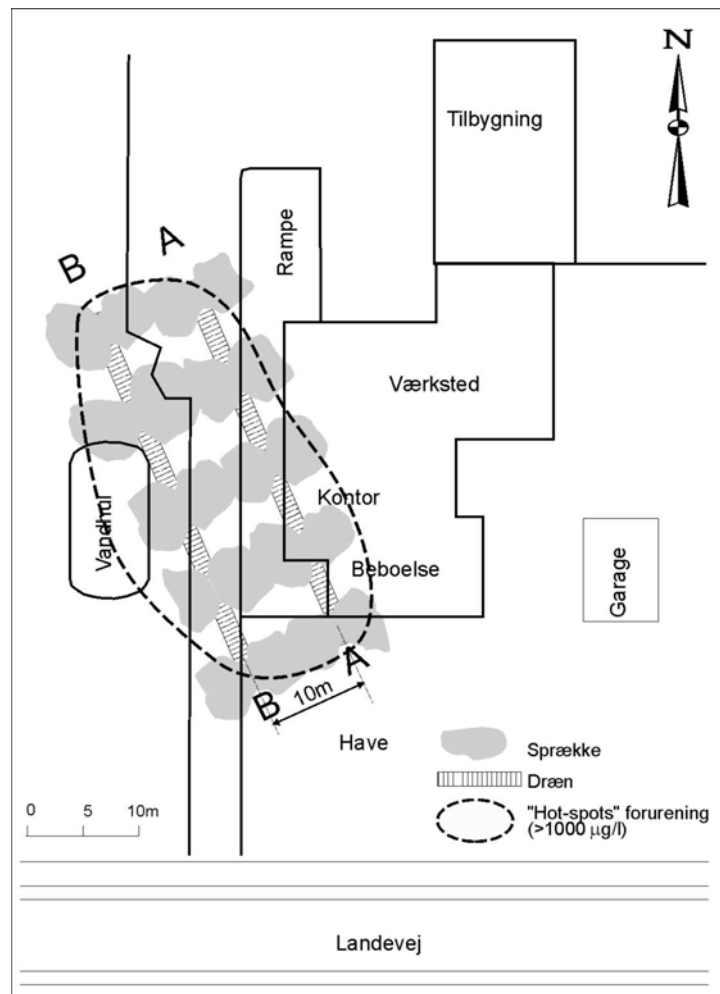 N
Tilbygning
A
B
Rampe
Værksted
Kontor
Vandhul
Beboelse
Garage
A
B
10m
Have
Sprække
Dræn
0 5 10m
"Hot-spots" forurening
(>1000 µg/l)
Landevej